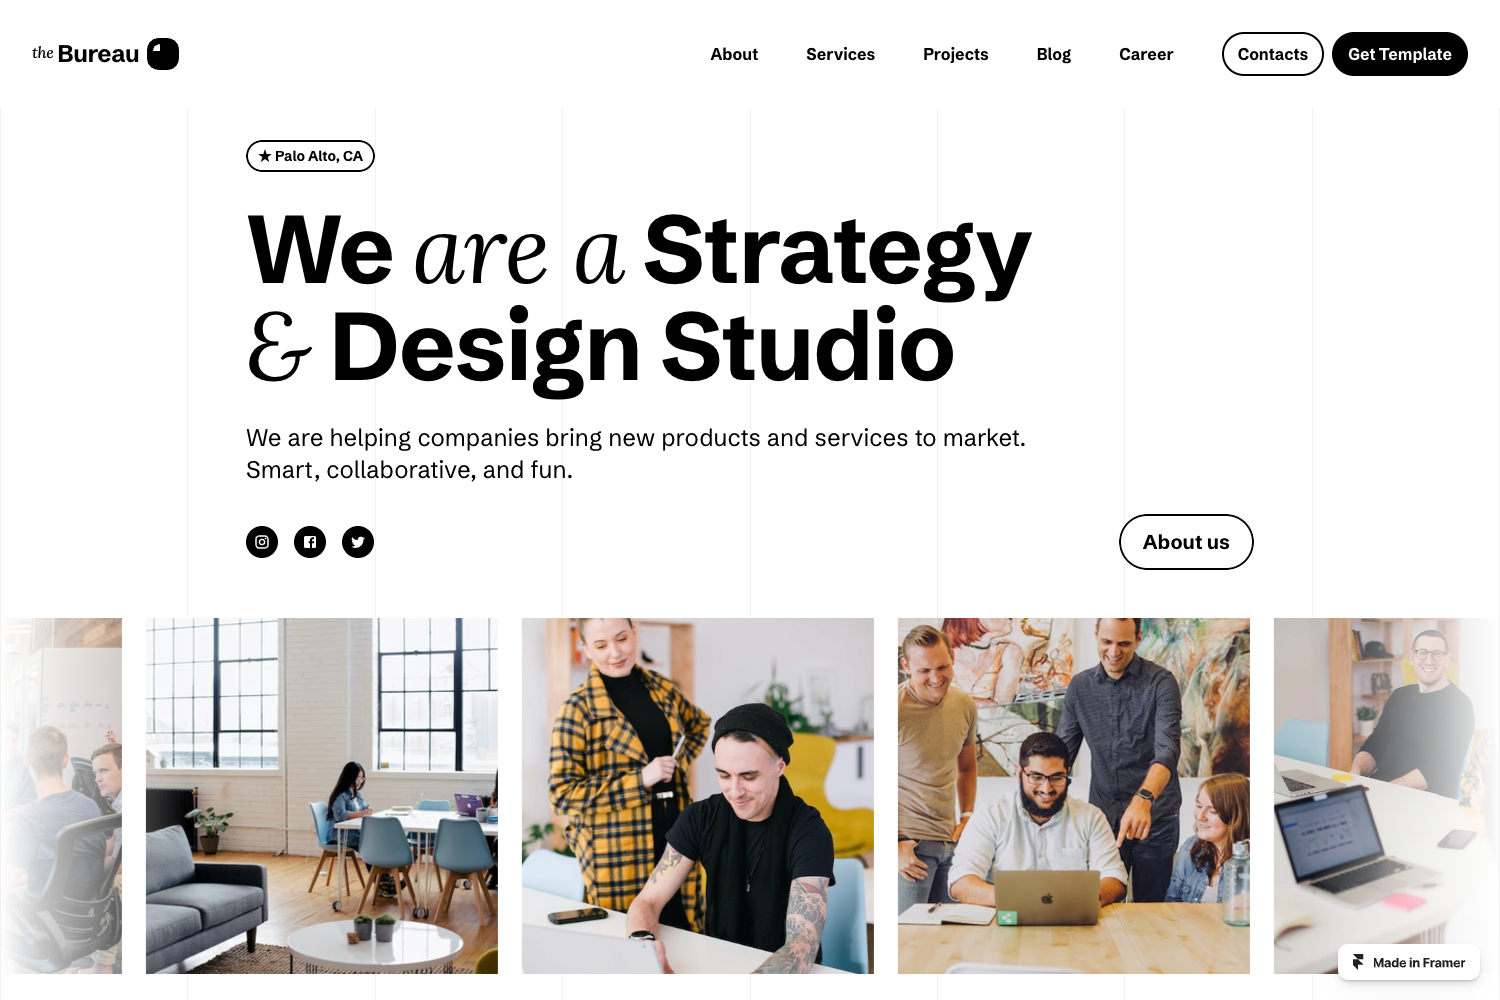 the Bureau
About Services Projects Blog Career Contacts Get Template
★ Palo Alto, CA
We are a Strategy
& Design Studio
We are helping companies bring new products and services to market.
Smart, collaborative, and fun.
About us
Made in Framer